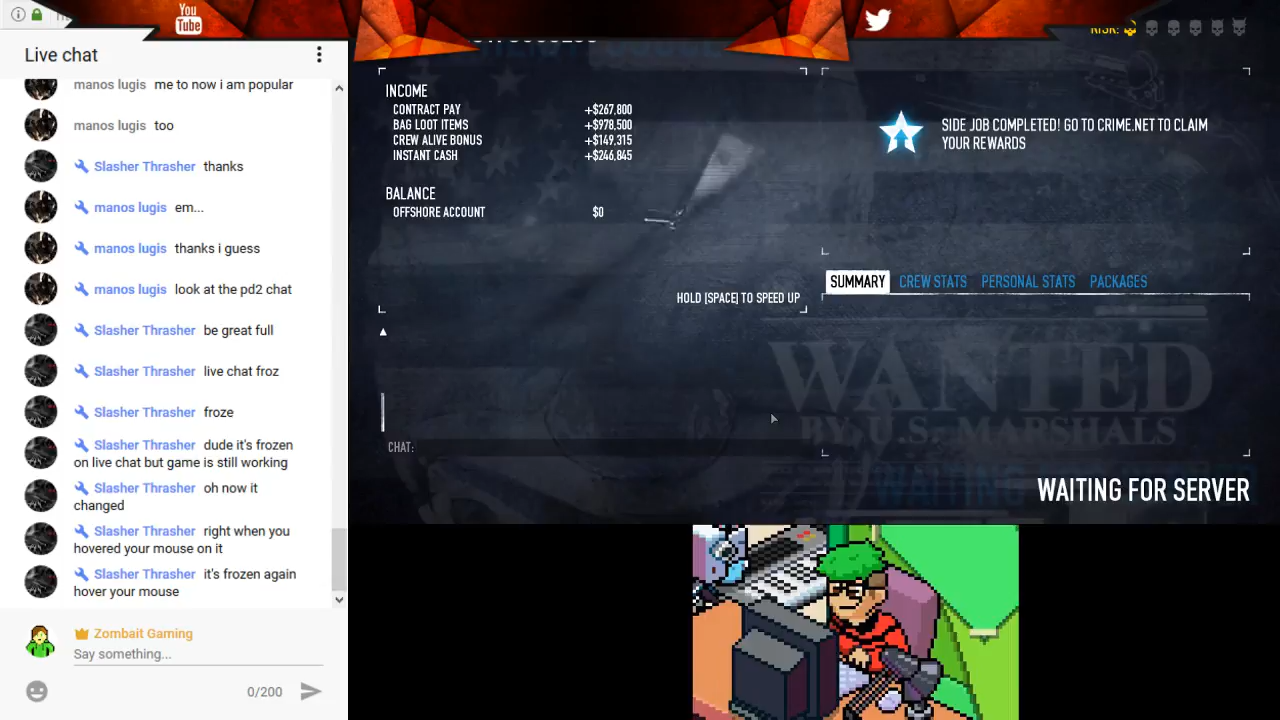 You
Tube
Live chat
manos lugis me to now i am popular
manos lugis too
Slasher Thrasher thanks
manos lugis em...
manos lugis thanks i guess
manos lugis look at the pd2 chat
Slasher Thrasher be great full
Slasher Thrasher live chat froz
Slasher Thrasher froze
Slasher Thrasher dude it's frozen
on live chat but game is still working
Slasher Thrasher oh now it
changed
Slasher Thrasher right when you
hovered your mouse on it
Slasher Thrasher it's frozen again
hover your mouse
Zombait Gaming
Say something...
0/200
RISK:
INCOME
CONTRACT PAY +$267,800
BAG LOOT ITEMS +$978,500
CREW ALIVE BONUS +$149,315
INSTANT CASH +$246,845
BALANCE
OFFSHORE ACCOUNT $0
HOLD [SPACE] TO SPEED UP
CHAT:
SIDE JOB COMPLETED! GO TO CRIME.NET TO CLAIM
YOUR REWARDS
SUMMARY CREW STATS PERSONAL STATS PACKAGES
WANTED
BY U.S. MARSHALS
WAITING FOR SERVER